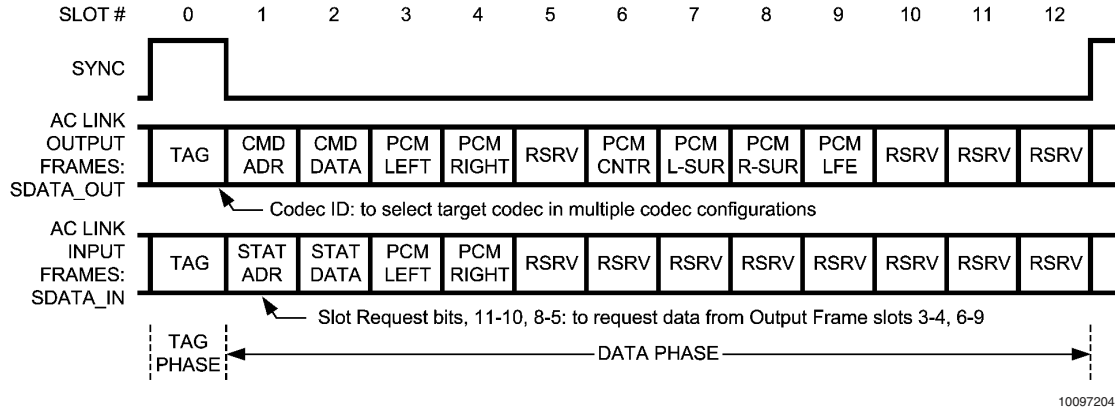 SLOT # 0 1 2 3 4 5 6 7 8 9 10 11 12
SYNC
AC LINK
OUTPUT
FRAMES:
SDATA_OUT
TAG
CMD
ADR
CMD
DATA
PCM
LEFT
PCM
RIGHT
RSRV
PCM
CNTR
PCM
L-SUR
PCM
R-SUR
PCM
LFE
RSRV
RSRV
RSRV
Codec ID: to select target codec in multiple codec configurations
AC LINK
INPUT
FRAMES:
SDATA_IN
TAG
STAT
ADR
STAT
DATA
PCM
LEFT
PCM
RIGHT
RSRV
RSRV
RSRV
RSRV
RSRV
RSRV
RSRV
RSRV
Slot Request bits, 11-10, 8-5: to request data from Output Frame slots 3-4, 6-9
TAG
PHASE
DATA PHASE
10097204